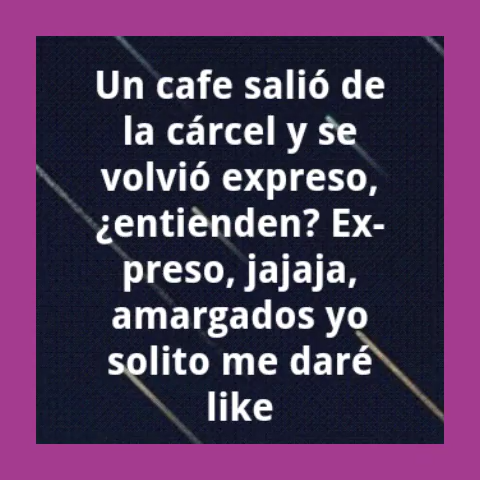 Un cafe salió de
la cárcel y se
volvió expreso,
¿entienden? Ex-
preso, jajaja,
amargados yo
solito me daré
like